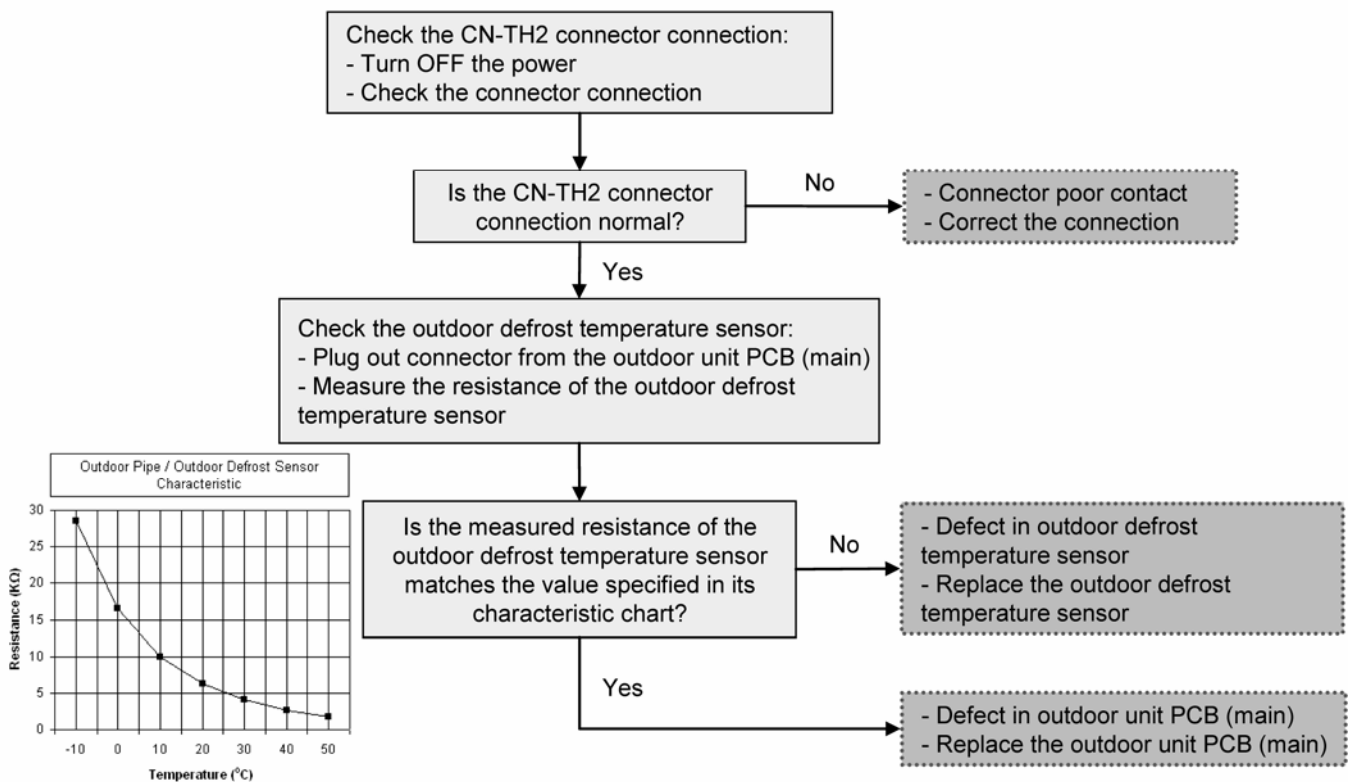 Check the CN-TH2 connector connection:
- Turn OFF the power
- Check the connector connection
Is the CN-TH2 connector
connection normal?
No
- Connector poor contact
- Correct the connection
Yes
Check the outdoor defrost temperature sensor:
- Plug out connector from the outdoor unit PCB (main)
- Measure the resistance of the outdoor defrost
temperature sensor
Outdoor Pipe / Outdoor Defrost Sensor
Characteristic
Resistance (KΩ)
30
25
20
15
10
5
0
-10 0 10 20 30 40 50
Temperature (⁰C)
Is the measured resistance of the
outdoor defrost temperature sensor
matches the value specified in its
characteristic chart?
No
- Defect in outdoor defrost
temperature sensor
- Replace the outdoor defrost
temperature sensor
Yes
- Defect in outdoor unit PCB (main)
- Replace the outdoor unit PCB (main)